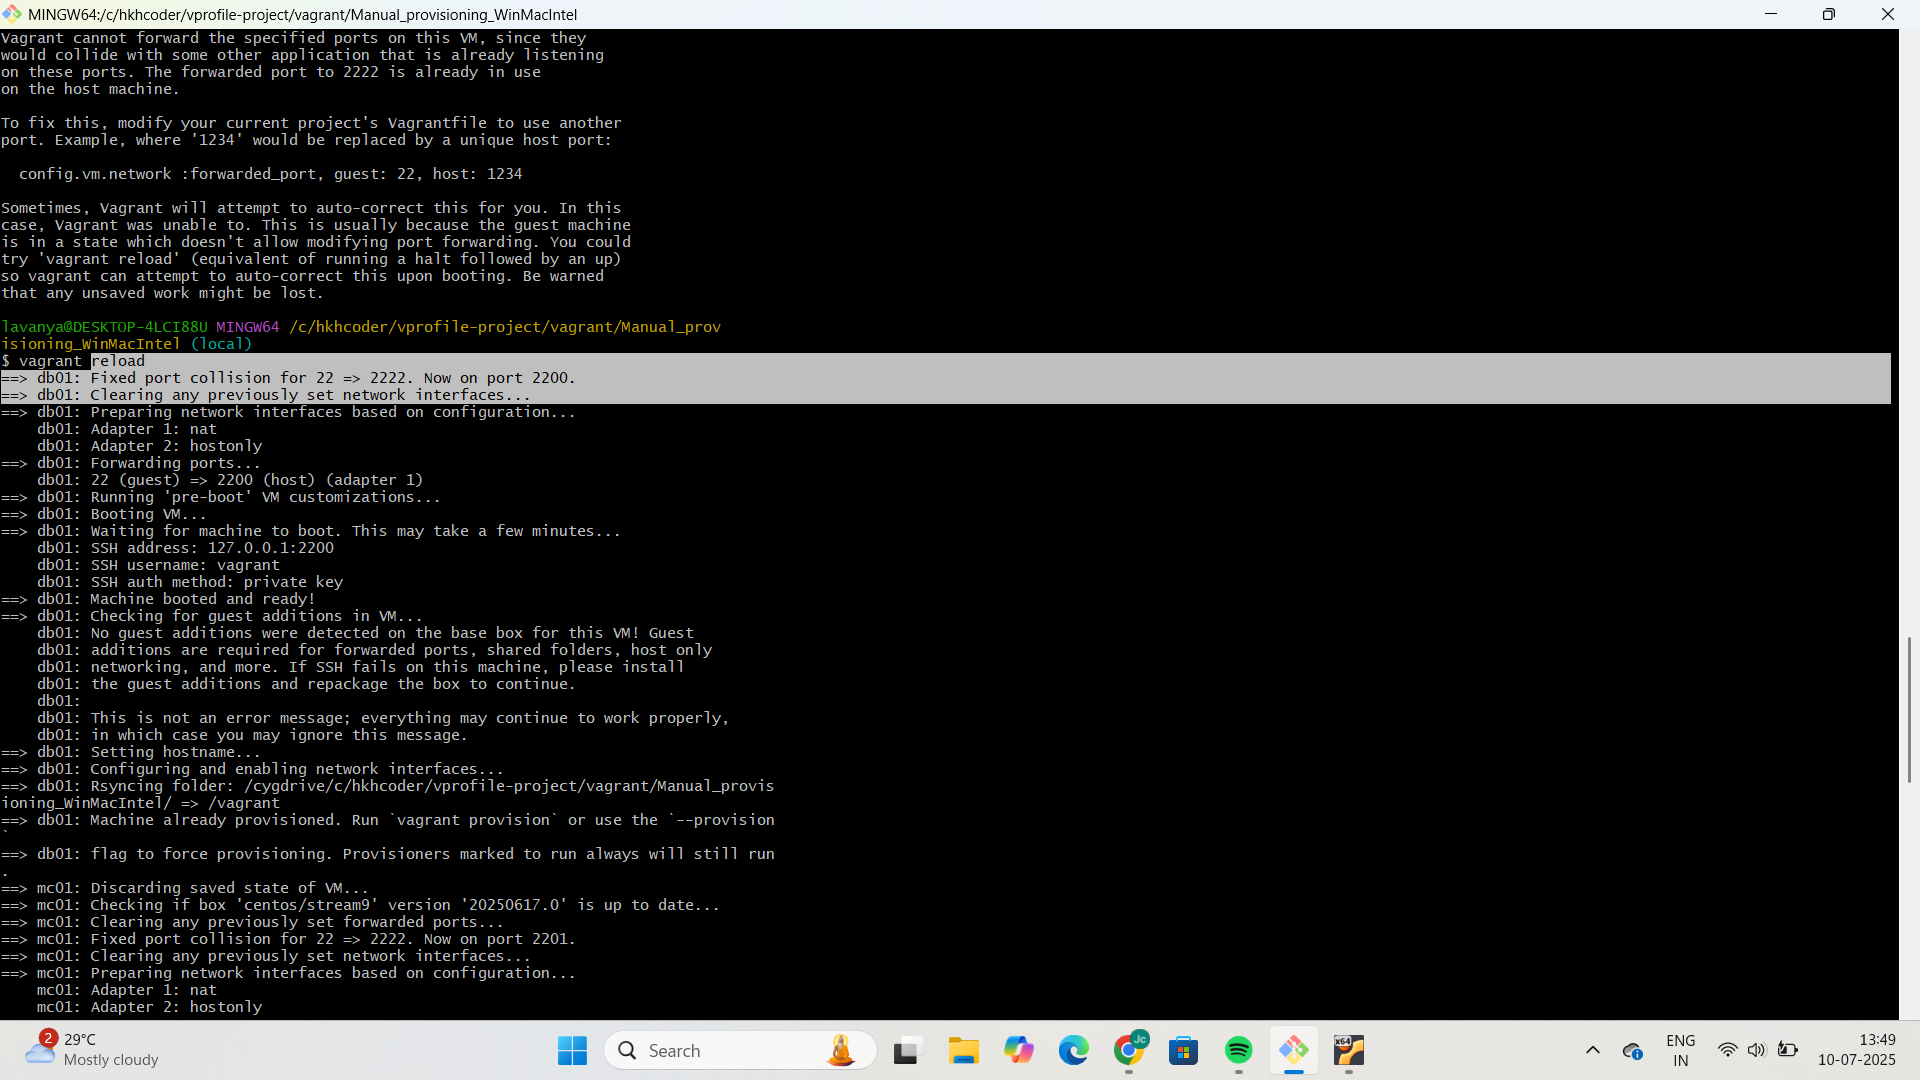 MINGW64:/c/hkhcoder/vprofile-project/vagrant/Manual_provisioning_WinMacIntel
Vagrant cannot forward the specified ports on this VM, since they
would collide with some other application that is already listening
on these ports. The forwarded port to 2222 is already in use
on the host machine.
To fix this, modify your current project's Vagrantfile to use another
port. Example, where '1234' would be replaced by a unique host port:
config.vm.network :forwarded_port, guest: 22, host: 1234
Sometimes, Vagrant will attempt to auto-correct this for you. In this
case, Vagrant was unable to. This is usually because the guest machine
is in a state which doesn't allow modifying port forwarding. You could
try 'vagrant reload' (equivalent of running a halt followed by an up)
so vagrant can attempt to auto-correct this upon booting. Be warned
that any unsaved work might be lost.
lavanya@DESKTOP-4LCI88U MINGW64 /c/hkhcoder/vprofile-project/vagrant/Manual_prov
isioning_WinMacIntel (local)
$ vagrant reload
==> db01: Fixed port collision for 22 => 2222. Now on port 2200.
==> db01: Clearing any previously set network interfaces...
==> db01: Preparing network interfaces based on configuration...
db01: Adapter 1: nat
db01: Adapter 2: hostonly
==> db01: Forwarding ports...
db01: 22 (guest) => 2200 (host) (adapter 1)
==> db01: Running 'pre-boot' VM customizations...
==> db01: Booting VM...
==> db01: Waiting for machine to boot. This may take a few minutes...
db01: SSH address: 127.0.0.1:2200
db01: SSH username: vagrant
db01: SSH auth method: private key
==> db01: Machine booted and ready!
==> db01: Checking for guest additions in VM...
db01: No guest additions were detected on the base box for this VM! Guest
db01: additions are required for forwarded ports, shared folders, host only
db01: networking, and more. If SSH fails on this machine, please install
db01: the guest additions and repackage the box to continue.
db01:
db01: This is not an error message; everything may continue to work properly,
db01: in which case you may ignore this message.
==> db01: Setting hostname...
==> db01: Configuring and enabling network interfaces...
==> db01: Rsyncing folder: /cygdrive/c/hkhcoder/vprofile-project/vagrant/Manual_provis
ioning_WinMacIntel/ => /vagrant
==> db01: Machine already provisioned. Run `vagrant provision` or use the `--provision
`
==> db01: flag to force provisioning. Provisioners marked to run always will still run
.
==> mc01: Discarding saved state of VM...
==> mc01: Checking if box 'centos/stream9' version '20250617.0' is up to date...
==> mc01: Clearing any previously set forwarded ports...
==> mc01: Fixed port collision for 22 => 2222. Now on port 2201.
==> mc01: Clearing any previously set network interfaces...
==> mc01: Preparing network interfaces based on configuration...
mc01: Adapter 1: nat
mc01: Adapter 2: hostonly
2
29°C
Mostly cloudy
Search
Jc
x64
ENG
IN
13:49
10-07-2025